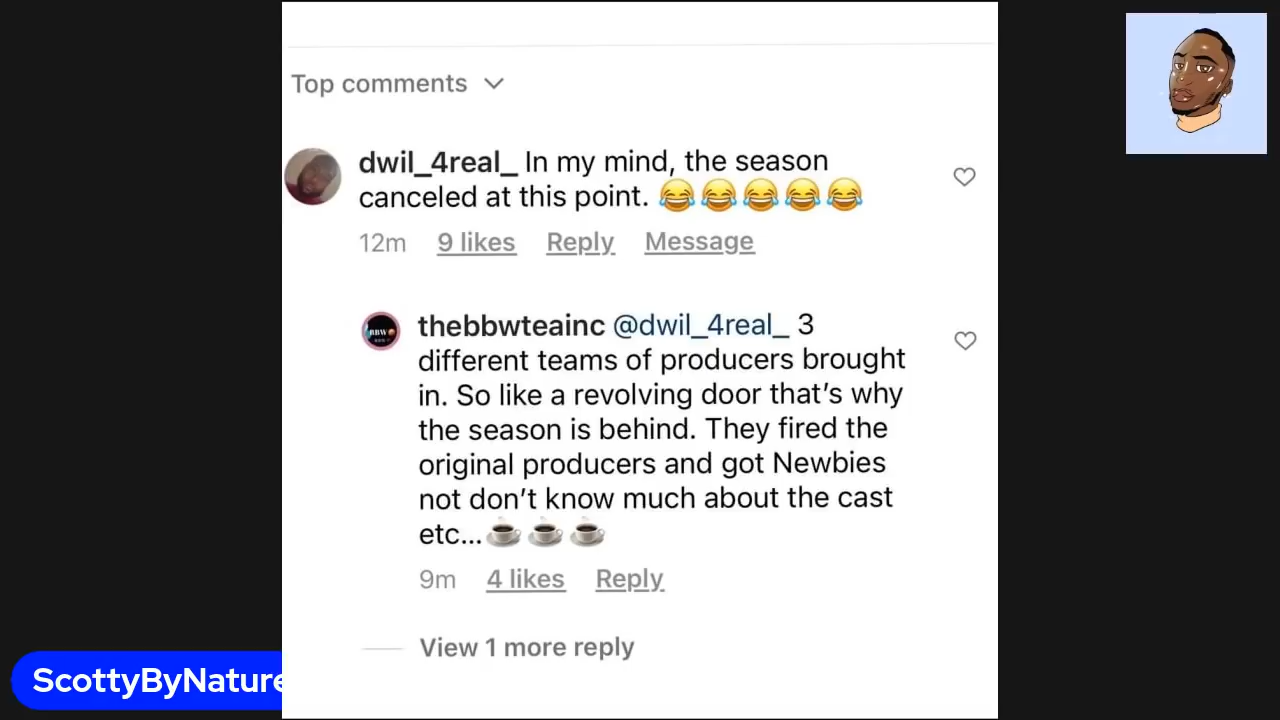 Top comments
dwil_4real_ In my mind, the season
canceled at this point. 😂😂😂😂😂
12m 9 likes Reply Message
BBW
thebbwteainc @dwil_4real_ 3
different teams of producers brought
in. So like a revolving door that's why
the season is behind. They fired the
original producers and got Newbies
not don't know much about the cast
etc...☕☕☕
9m 4 likes Reply
View 1 more reply
ScottyByNature